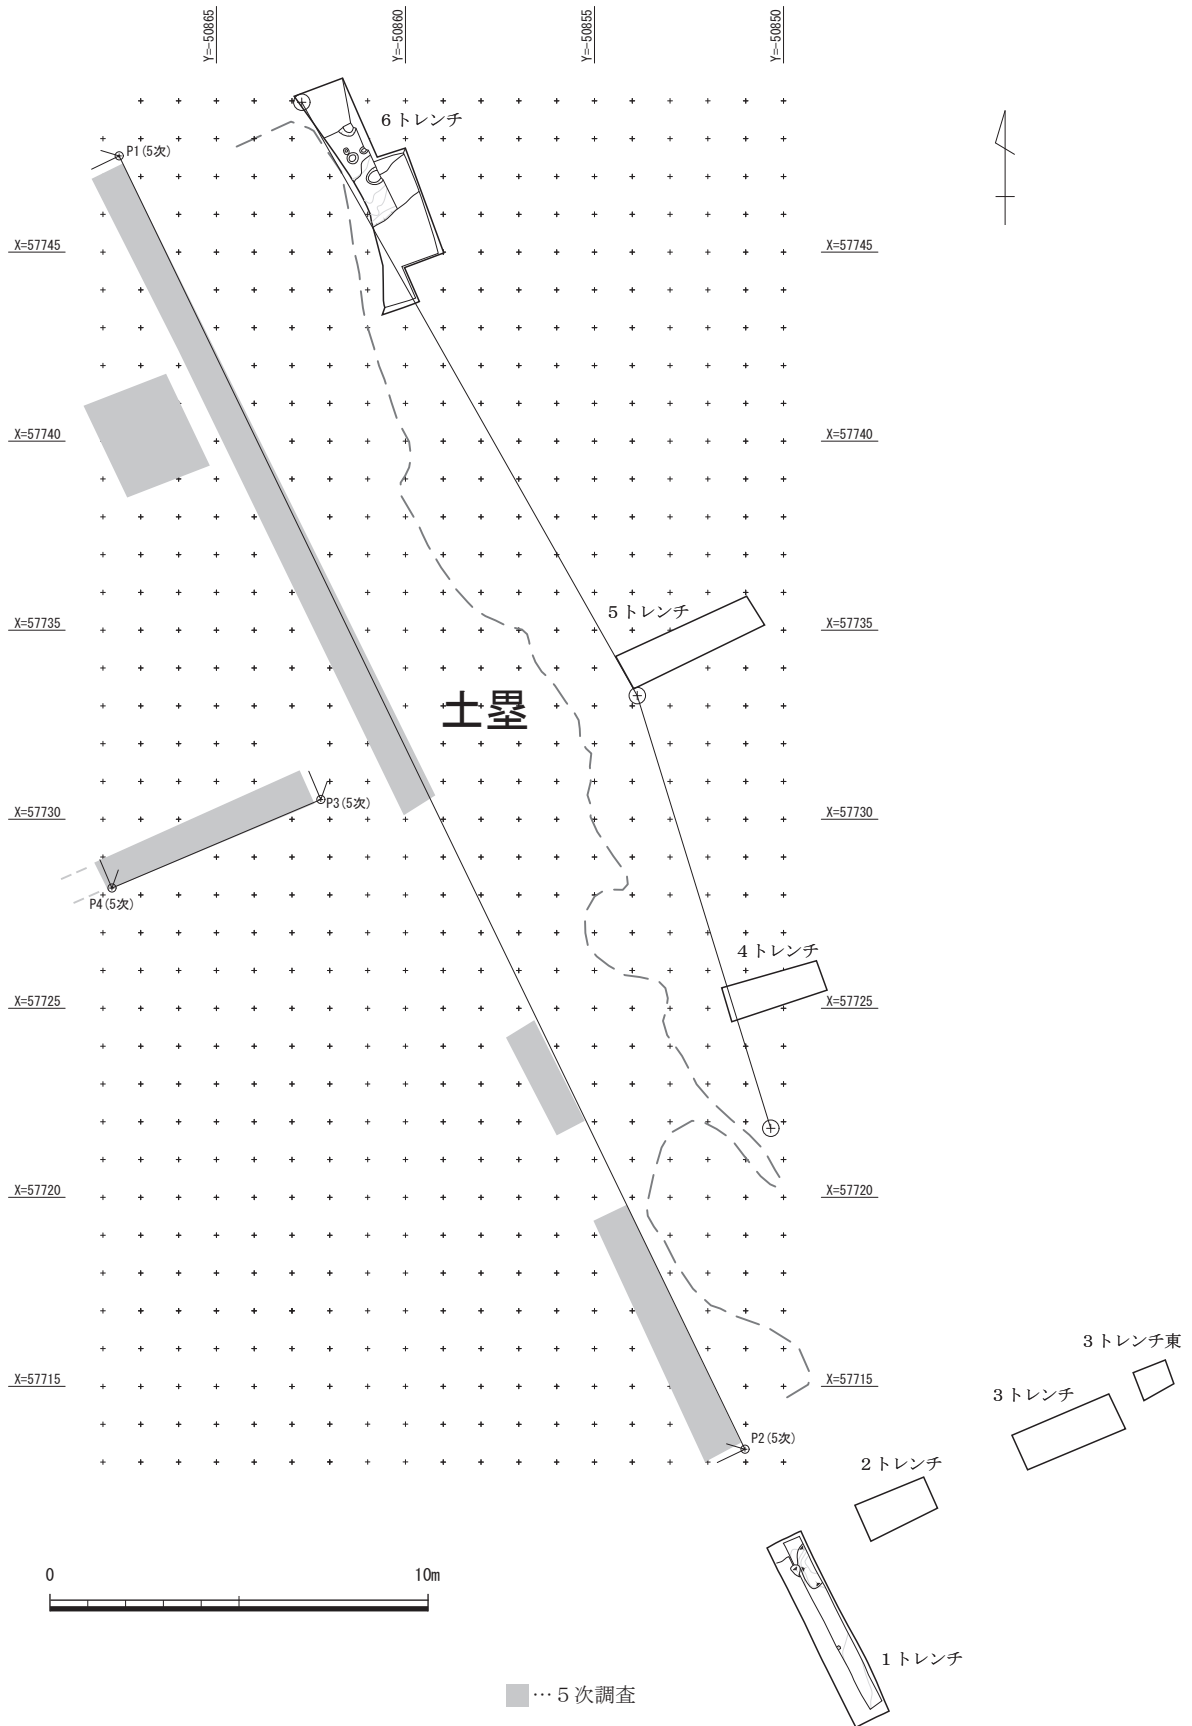 Y=-50865
Y=-50860
Y=-50855
Y=-50850
6トレンチ
P1(5次)
X=57745
X=57745
X=57740
X=57740
5トレンチ
X=57735
X=57735
土塁
P3(5次)
X=57730
X=57730
P4(5次)
4トレンチ
X=57725
X=57725
X=57720
X=57720
3トレンチ東
X=57715
X=57715
3トレンチ
P2(5次)
2トレンチ
0 10m
1トレンチ
…5次調査